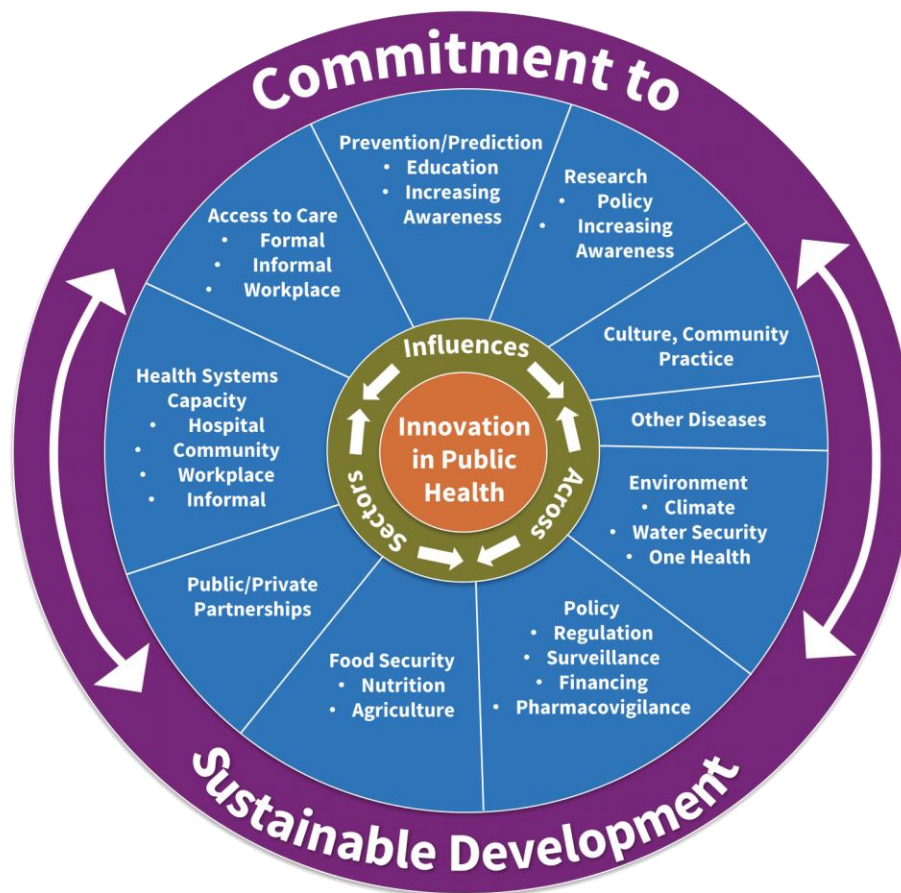 Commitment to
Prevention/Prediction
• Education
• Increasing
Awareness
Research
• Policy
• Increasing
Awareness
Culture, Community
Practice
Other Diseases
Environment
• Climate
• Water Security
• One Health
Policy
• Regulation
• Surveillance
• Financing
• Pharmacovigilance
Food Security
• Nutrition
• Agriculture
Public/Private
Partnerships
Health Systems
Capacity
• Hospital
• Community
• Workplace
• Informal
Access to Care
• Formal
• Informal
• Workplace
Influences
Across
Sectors
Innovation
in Public
Health
Sustainable Development